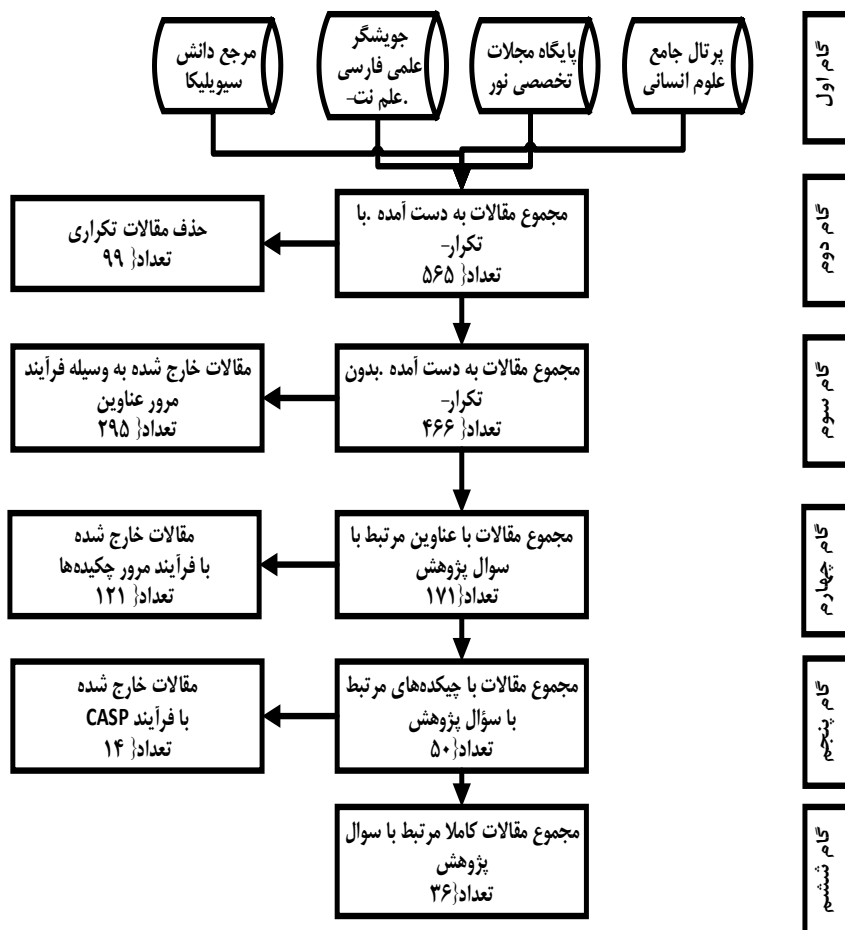 گام اول
پرتال جامع
علوم انسانی
پایگاه مجلات
تخصصی نور
جویشگر
علمی فارسی
.علم نت-
مرجع دانش
سیویلیکا
گام دوم
مجموع مقالات به دست آمده .با
تکرار-
تعداد{ ۵۶۵
حذف مقالات تکراری
تعداد{ ۹۹
گام سوم
مجموع مقالات به دست آمده .بدون
تکرار-
تعداد{ ۴۶۶
مقالات خارج شده به وسیله فرآیند
مرور عناوین
تعداد{ ۲۹۵
گام چهارم
مجموع مقالات با عناوین مرتبط با
سوال پژوهش
تعداد{۱۷۱
مقالات خارج شده
با فرآیند مرور چکیده‌ها
تعداد{ ۱۲۱
گام پنجم
مجموع مقالات با چیکده‌های مرتبط
با سؤال پژوهش
تعداد{۵۰
مقالات خارج شده
با فرآیند CASP
تعداد{ ۱۴
گام ششم
مجموع مقالات کاملا مرتبط با سوال
پژوهش
تعداد{۳۶